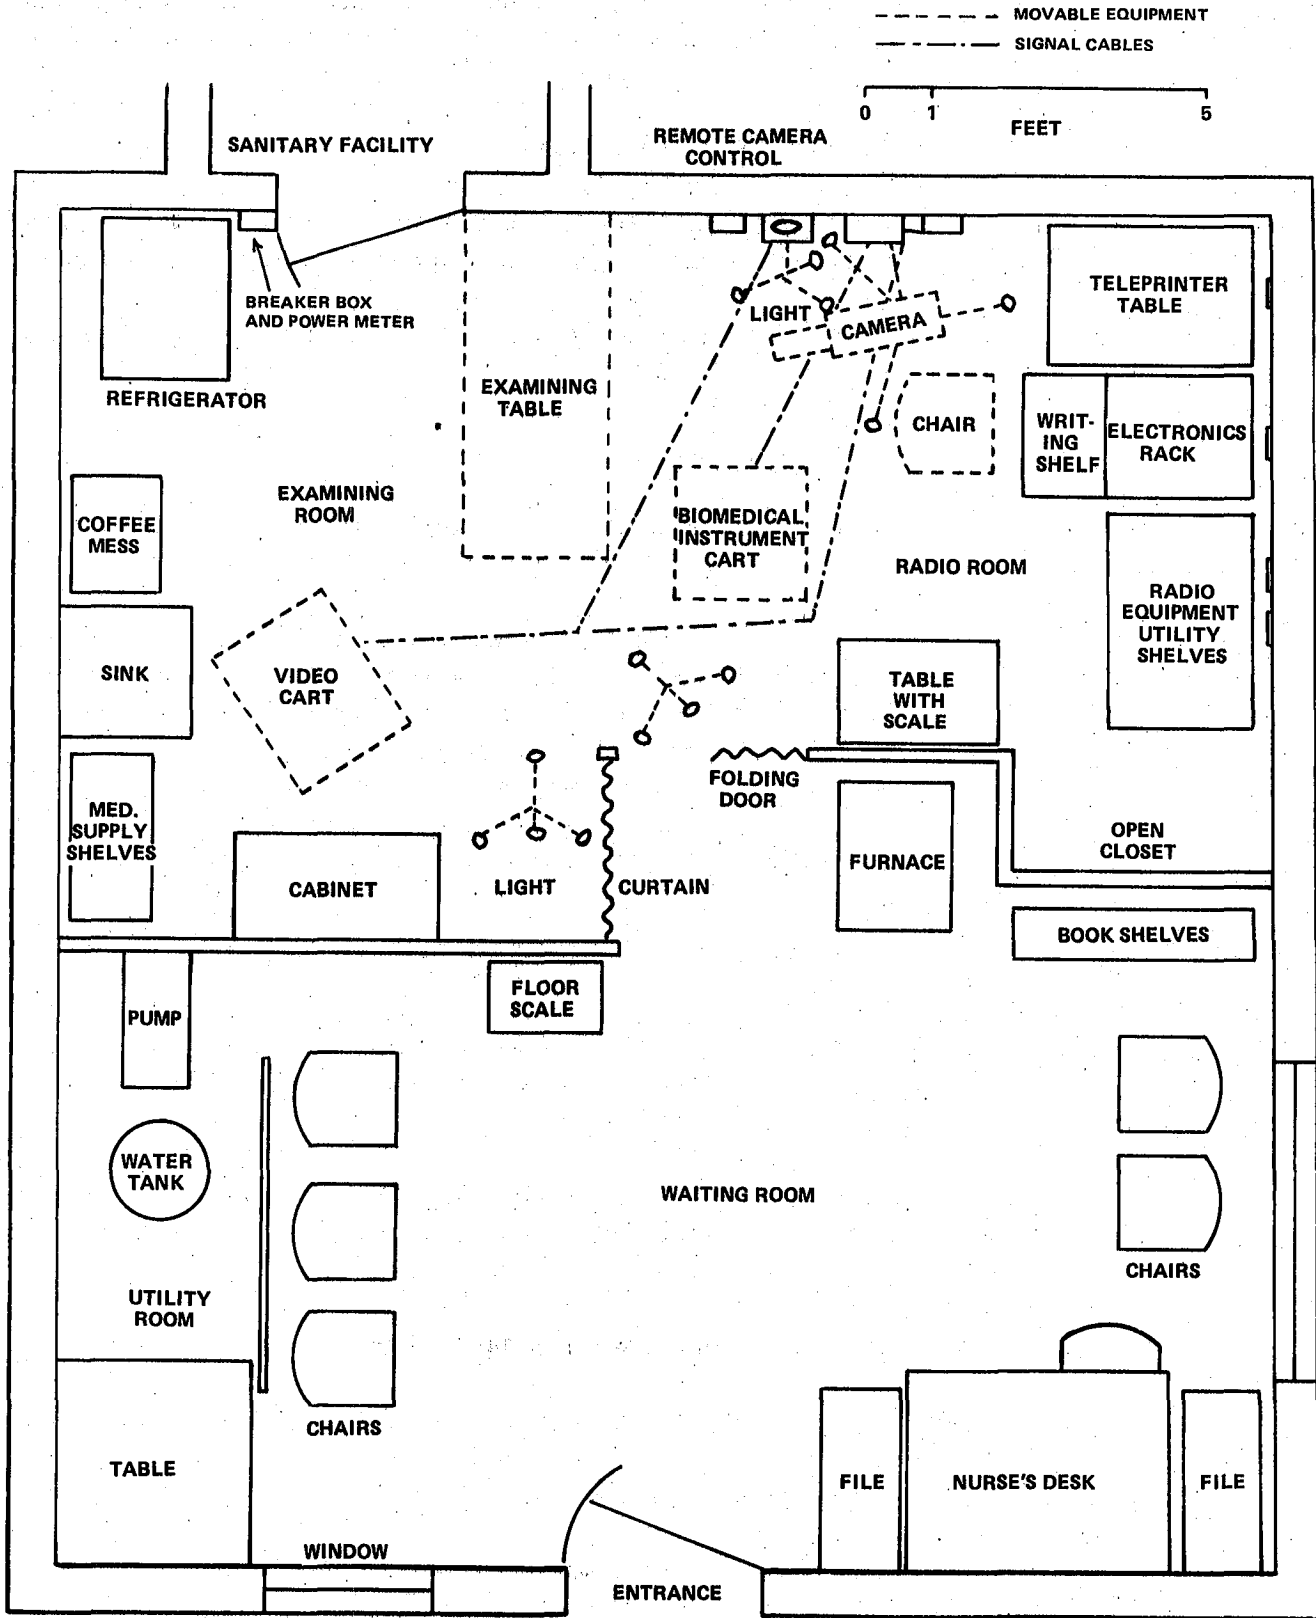 MOVABLE EQUIPMENT
SIGNAL CABLES
0 1 5
FEET
SANITARY FACILITY
REMOTE CAMERA
CONTROL
BREAKER BOX
AND POWER METER
REFRIGERATOR
EXAMINING
TABLE
LIGHT
CAMERA
TELEPRINTER
TABLE
CHAIR
WRIT-
ING
SHELF
ELECTRONICS
RACK
EXAMINING
ROOM
COFFEE
MESS
BIOMEDICAL
INSTRUMENT
CART
RADIO ROOM
RADIO
EQUIPMENT
UTILITY
SHELVES
SINK
VIDEO
CART
TABLE
WITH
SCALE
FOLDING
DOOR
MED.
SUPPLY
SHELVES
CABINET
LIGHT
CURTAIN
FURNACE
OPEN
CLOSET
BOOK SHELVES
PUMP
FLOOR
SCALE
WATER
TANK
WAITING ROOM
CHAIRS
UTILITY
ROOM
CHAIRS
TABLE
FILE
NURSE'S DESK
FILE
WINDOW
ENTRANCE